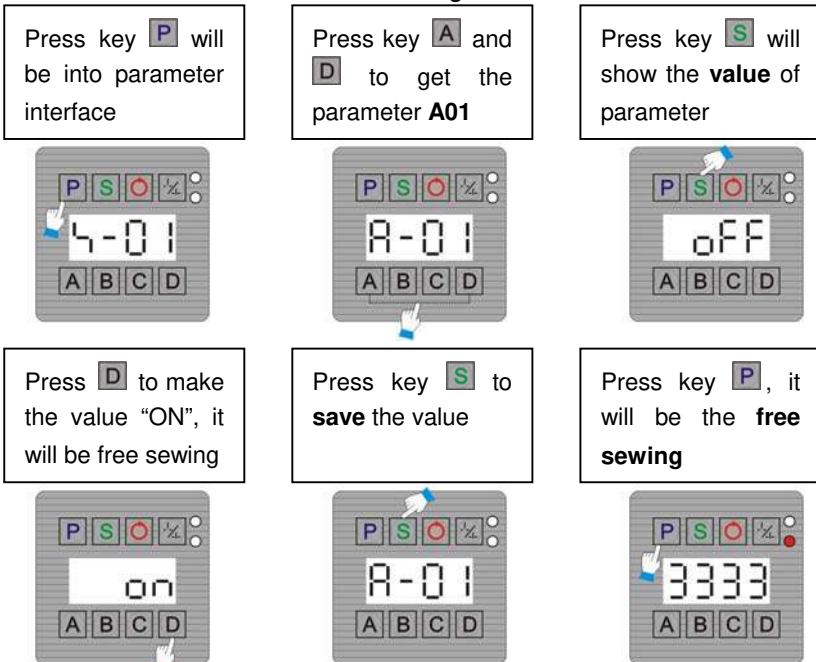 Press key P will
be into parameter
interface
Press key A and
D to get the
parameter A01
Press key S will
show the value of
parameter
P S
-01
A B C D
P S
A-01
A B C D
P S
oFF
A B C D
Press D to make
the value “ON”, it
will be free sewing
Press key S to
save the value
Press key P, it
will be the free
sewing
P S
on
A B C D
P S
A-01
A B C D
P S
3333
A B C D